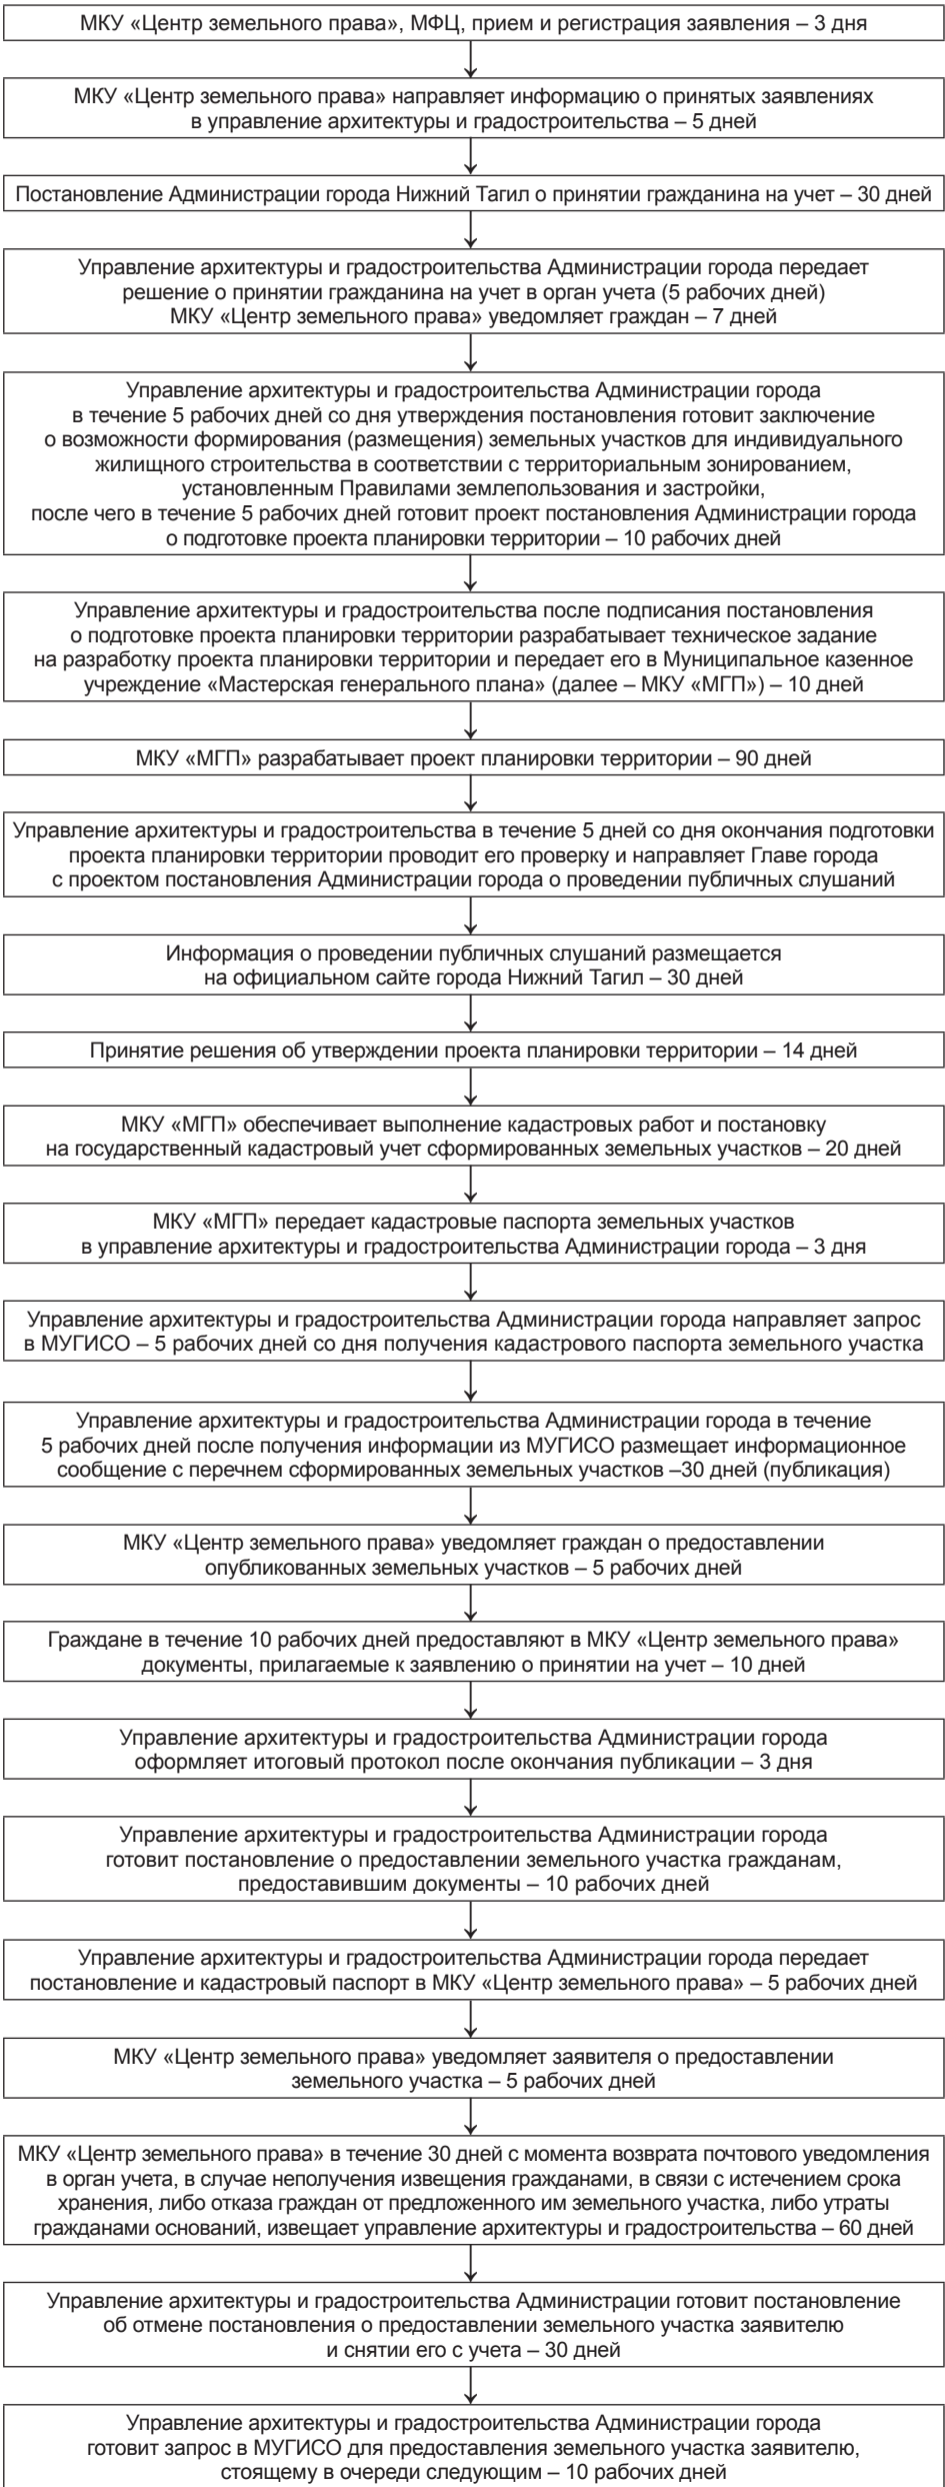 МКУ «Центр земельного права», МФЦ, прием и регистрация заявления – 3 дня
МКУ «Центр земельного права» направляет информацию о принятых заявлениях
в управление архитектуры и градостроительства – 5 дней
Постановление Администрации города Нижний Тагил о принятии гражданина на учет – 30 дней
Управление архитектуры и градостроительства Администрации города передает
решение о принятии гражданина на учет в орган учета (5 рабочих дней)
МКУ «Центр земельного права» уведомляет граждан – 7 дней
Управление архитектуры и градостроительства Администрации города
в течение 5 рабочих дней со дня утверждения постановления готовит заключение
о возможности формирования (размещения) земельных участков для индивидуального
жилищного строительства в соответствии с территориальным зонированием,
установленным Правилами землепользования и застройки,
после чего в течение 5 рабочих дней готовит проект постановления Администрации города
о подготовке проекта планировки территории – 10 рабочих дней
Управление архитектуры и градостроительства после подписания постановления
о подготовке проекта планировки территории разрабатывает техническое задание
на разработку проекта планировки территории и передает его в Муниципальное казенное
учреждение «Мастерская генерального плана» (далее – МКУ «МГП») – 10 дней
МКУ «МГП» разрабатывает проект планировки территории – 90 дней
Управление архитектуры и градостроительства в течение 5 дней со дня окончания подготовки
проекта планировки территории проводит его проверку и направляет Главе города
с проектом постановления Администрации города о проведении публичных слушаний
Информация о проведении публичных слушаний размещается
на официальном сайте города Нижний Тагил – 30 дней
Принятие решения об утверждении проекта планировки территории – 14 дней
МКУ «МГП» обеспечивает выполнение кадастровых работ и постановку
на государственный кадастровый учет сформированных земельных участков – 20 дней
МКУ «МГП» передает кадастровые паспорта земельных участков
в управление архитектуры и градостроительства Администрации города – 3 дня
Управление архитектуры и градостроительства Администрации города направляет запрос
в МУГИСО – 5 рабочих дней со дня получения кадастрового паспорта земельного участка
Управление архитектуры и градостроительства Администрации города в течение
5 рабочих дней после получения информации из МУГИСО размещает информационное
сообщение с перечнем сформированных земельных участков –30 дней (публикация)
МКУ «Центр земельного права» уведомляет граждан о предоставлении
опубликованных земельных участков – 5 рабочих дней
Граждане в течение 10 рабочих дней предоставляют в МКУ «Центр земельного права»
документы, прилагаемые к заявлению о принятии на учет – 10 дней
Управление архитектуры и градостроительства Администрации города
оформляет итоговый протокол после окончания публикации – 3 дня
Управление архитектуры и градостроительства Администрации города
готовит постановление о предоставлении земельного участка гражданам,
предоставившим документы – 10 рабочих дней
Управление архитектуры и градостроительства Администрации города передает
постановление и кадастровый паспорт в МКУ «Центр земельного права» – 5 рабочих дней
МКУ «Центр земельного права» уведомляет заявителя о предоставлении
земельного участка – 5 рабочих дней
МКУ «Центр земельного права» в течение 30 дней с момента возврата почтового уведомления
в орган учета, в случае неполучения извещения гражданами, в связи с истечением срока
хранения, либо отказа граждан от предложенного им земельного участка, либо утраты
гражданами оснований, извещает управление архитектуры и градостроительства – 60 дней
Управление архитектуры и градостроительства Администрации готовит постановление
об отмене постановления о предоставлении земельного участка заявителю
и снятии его с учета – 30 дней
Управление архитектуры и градостроительства Администрации города
готовит запрос в МУГИСО для предоставления земельного участка заявителю,
стоящему в очереди следующим – 10 рабочих дней